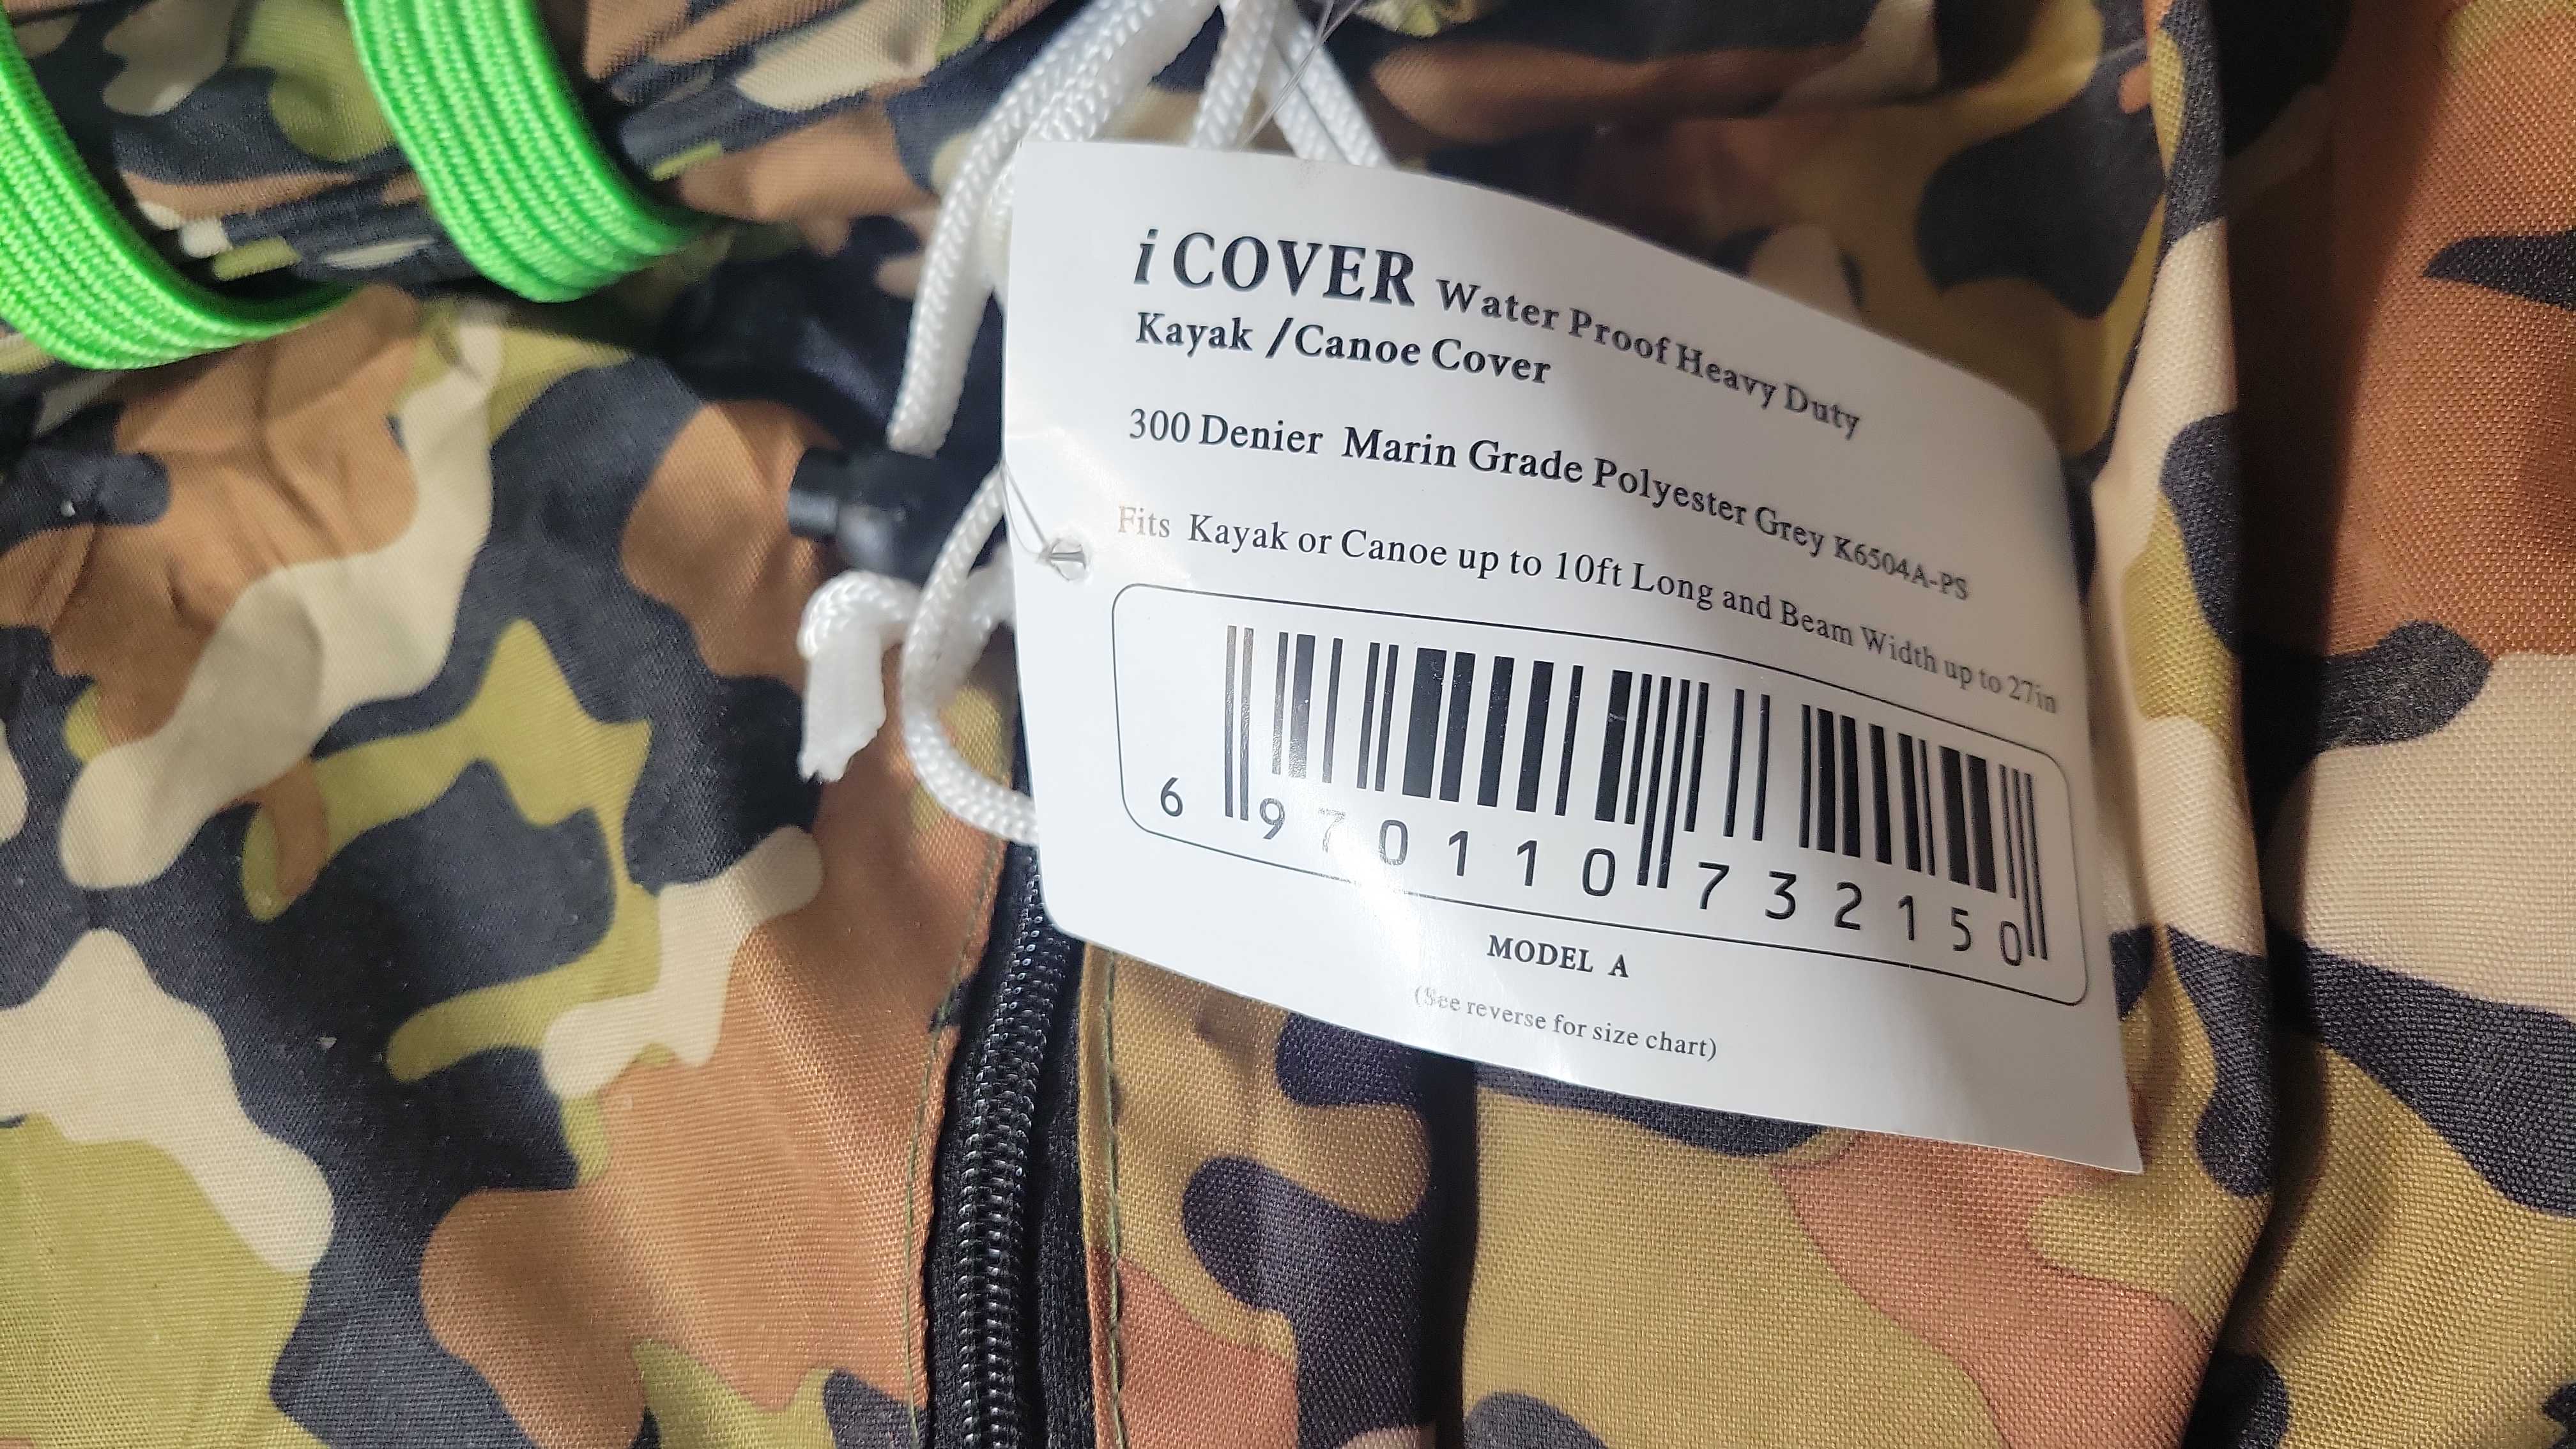 i COVER Water Proof Heavy Duty
Kayak /Canoe Cover
300 Denier Marin Grade Polyester Grey K6504A-PS
Fits Kayak or Canoe up to 10ft Long and Beam Width up to 27in
6 970110 732150
MODEL A
(See reverse for size chart)